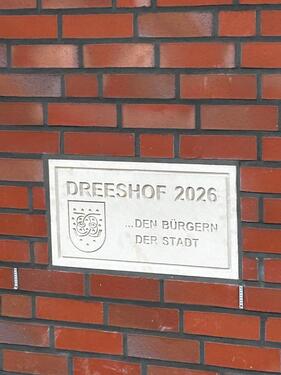 DREESHOF 2026
...DEN BÜRGERN
DER STADT